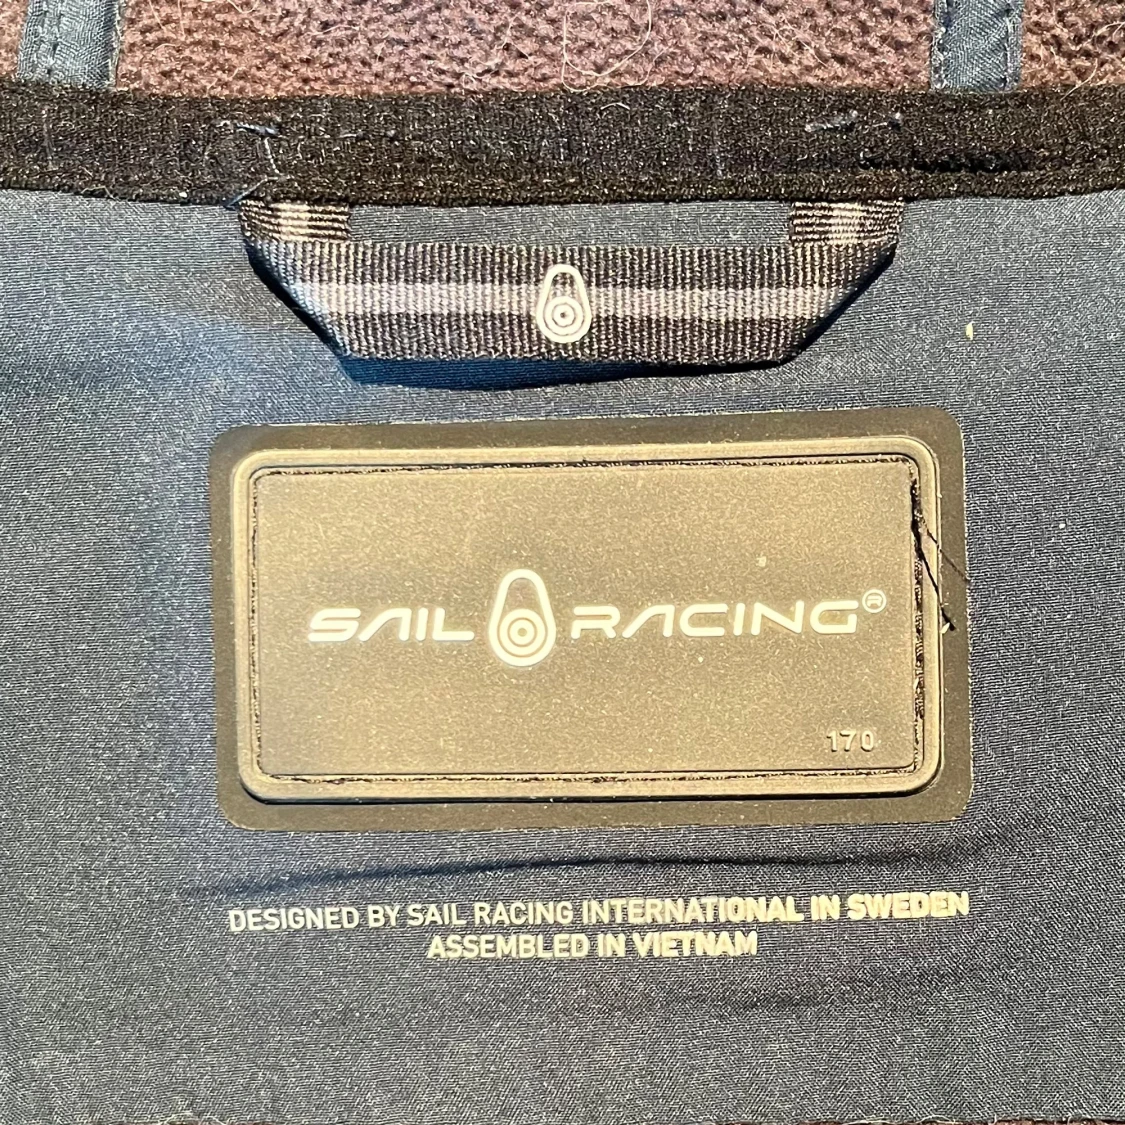 SAIL RACING®
170
DESIGNED BY SAIL RACING INTERNATIONAL IN SWEDEN
ASSEMBLED IN VIETNAM